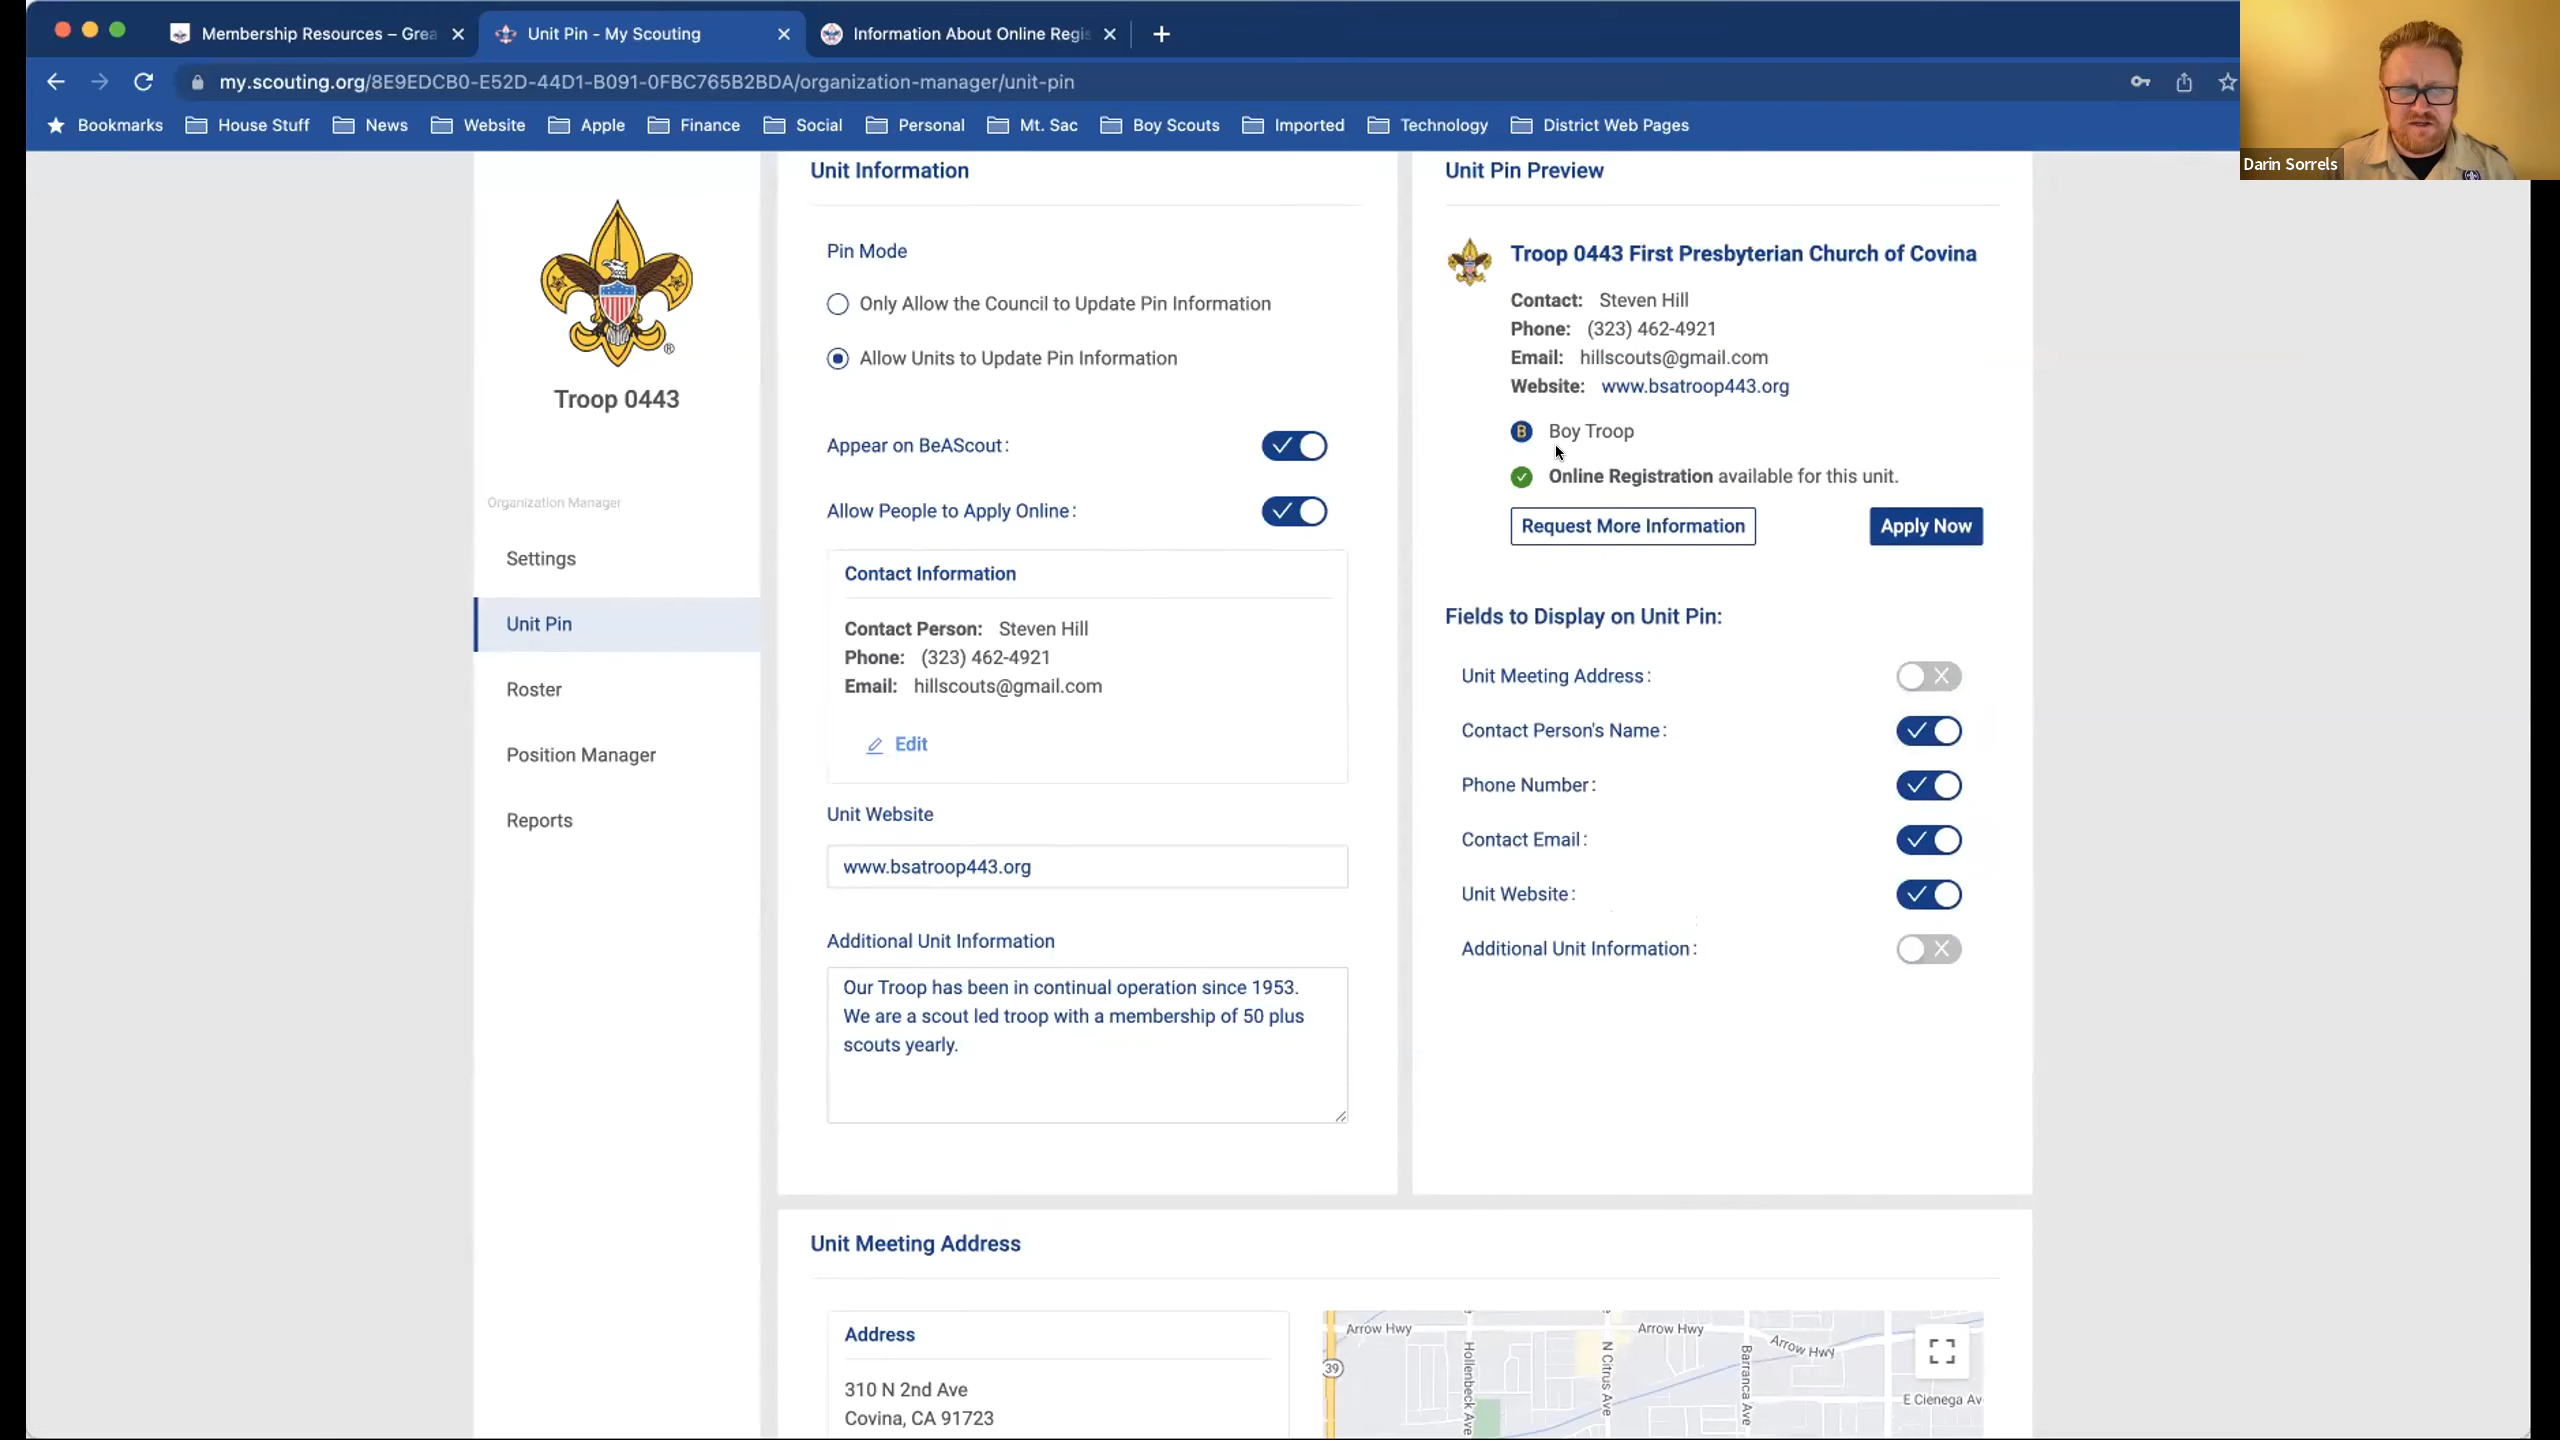 Membership Resources – Grea
Unit Pin - My Scouting
Information About Online Regis
my.scouting.org/8E9EDCB0-E52D-44D1-B091-0FBC765B2BDA/organization-manager/unit-pin
Bookmarks House Stuff News Website Apple Finance Social Personal Mt. Sac Boy Scouts Imported Technology District Web Pages
Darin Sorrels
Troop 0443
Organization Manager
Settings
Unit Pin
Roster
Position Manager
Reports
Unit Information
Pin Mode
Only Allow the Council to Update Pin Information
Allow Units to Update Pin Information
Appear on BeAScout:
Allow People to Apply Online:
Contact Information
Contact Person: Steven Hill
Phone: (323) 462-4921
Email: hillscouts@gmail.com
Edit
Unit Website
www.bsatroop443.org
Additional Unit Information
Our Troop has been in continual operation since 1953.
We are a scout led troop with a membership of 50 plus
scouts yearly.
Unit Pin Preview
Troop 0443 First Presbyterian Church of Covina
Contact: Steven Hill
Phone: (323) 462-4921
Email: hillscouts@gmail.com
Website: www.bsatroop443.org
B Boy Troop
Online Registration available for this unit.
Request More Information
Apply Now
Fields to Display on Unit Pin:
Unit Meeting Address:
Contact Person's Name:
Phone Number:
Contact Email:
Unit Website:
Additional Unit Information:
Unit Meeting Address
Address
310 N 2nd Ave
Covina, CA 91723
Arrow Hwy
Arrow Hwy
Arrow Hwy
39
Hollenbeck Ave
N Citrus Ave
Barranca Ave
E Cienega Av